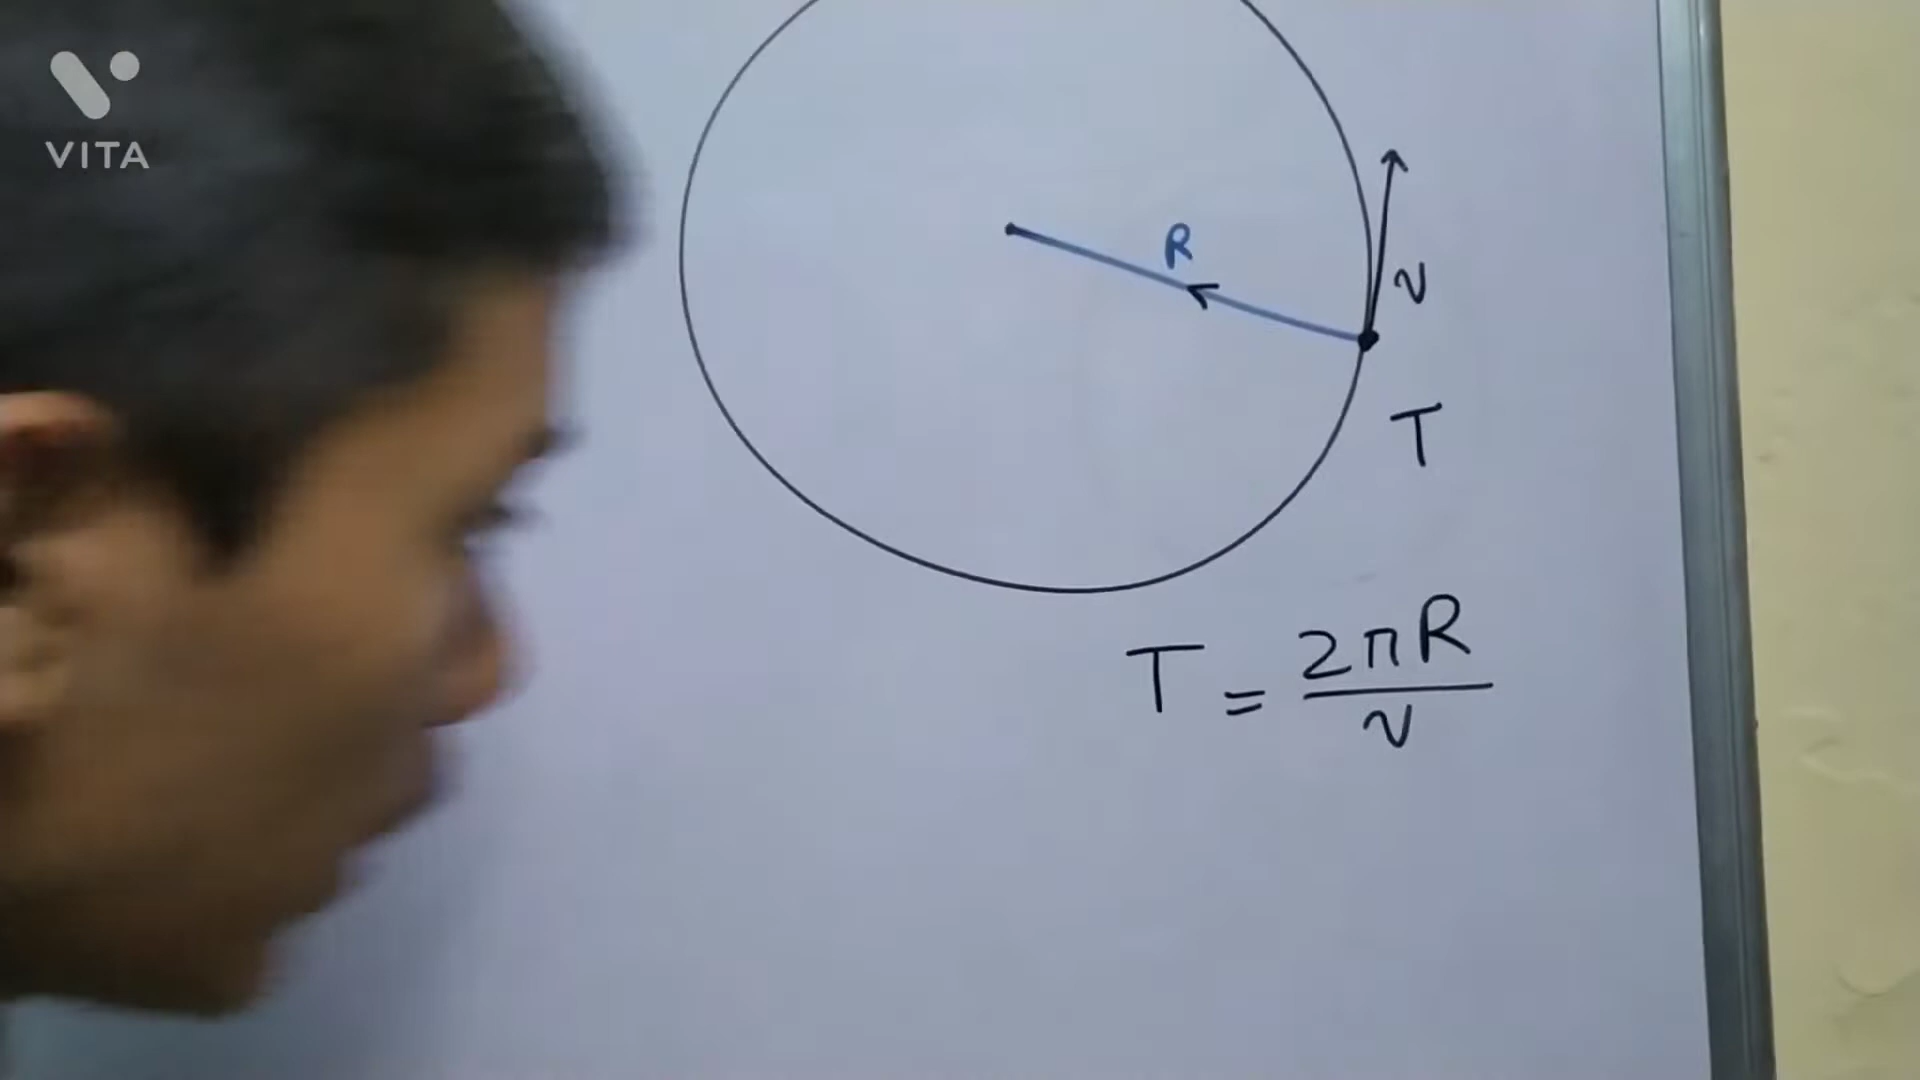 VITA
R
v
T
T = 2πR / v